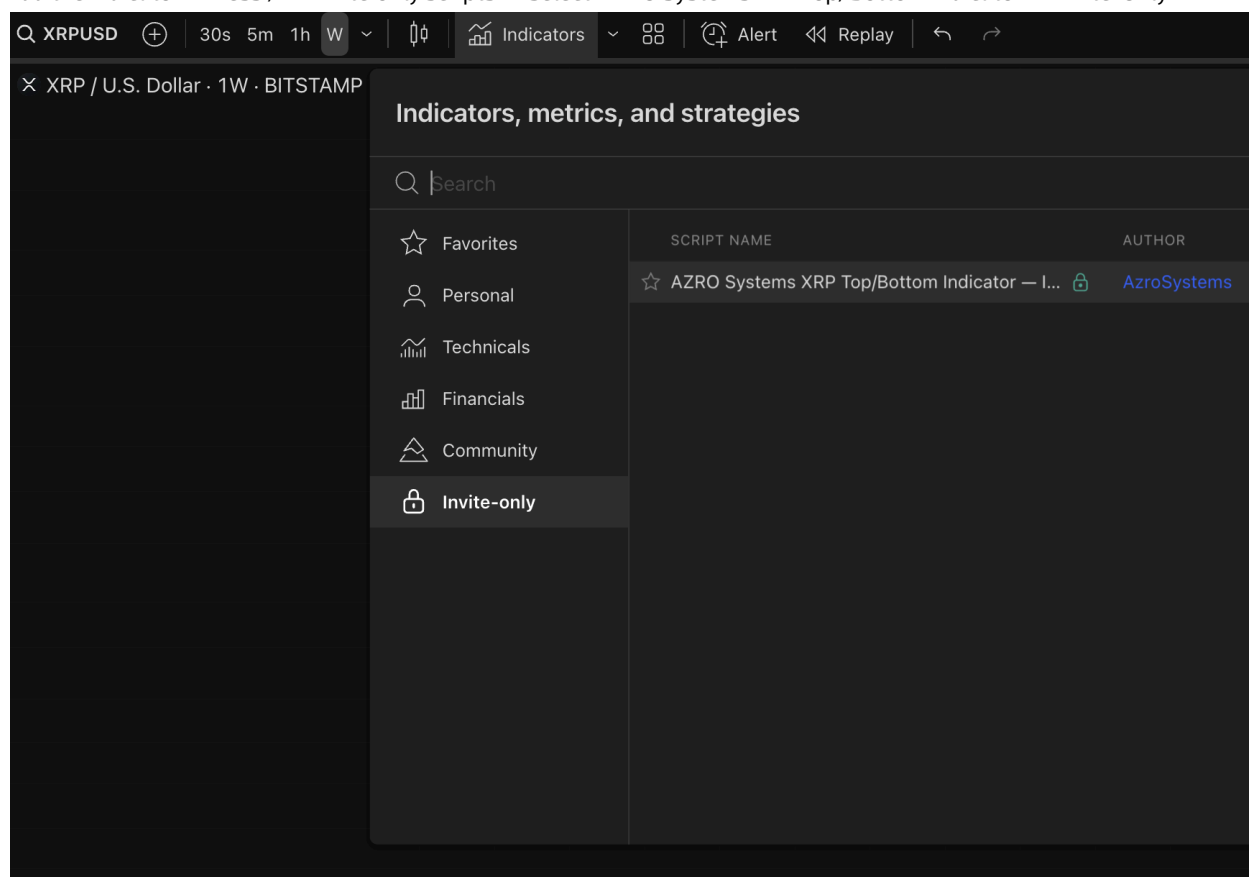 XRPUSD 30s 5m 1h W Indicators Alert Replay
XRP / U.S. Dollar · 1W · BITSTAMP
Indicators, metrics, and strategies
Search
Favorites
Personal
Technicals
Financials
Community
Invite-only
SCRIPT NAME AUTHOR
AZRO Systems XRP Top/Bottom Indicator — I... AzroSystems